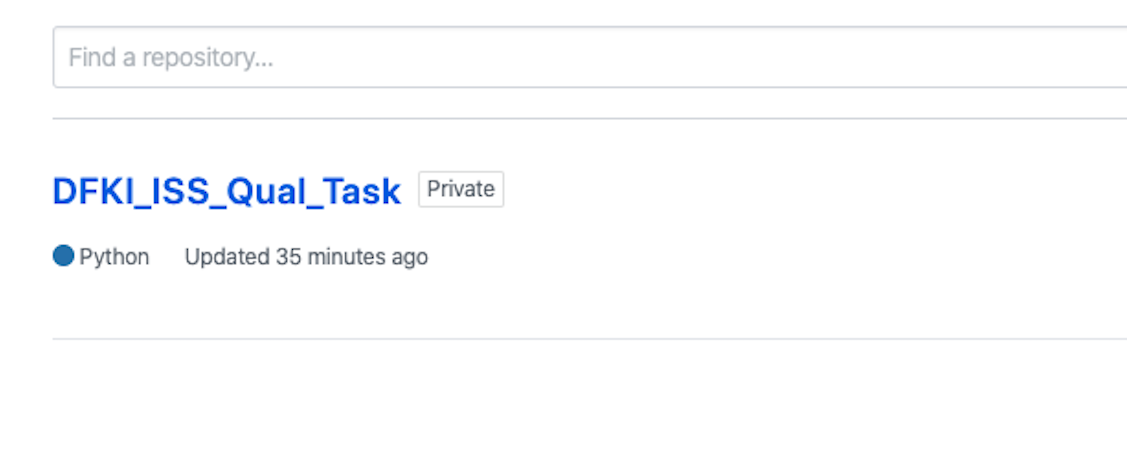 Find a repository...
DFKI_ISS_Qual_Task Private
Python Updated 35 minutes ago